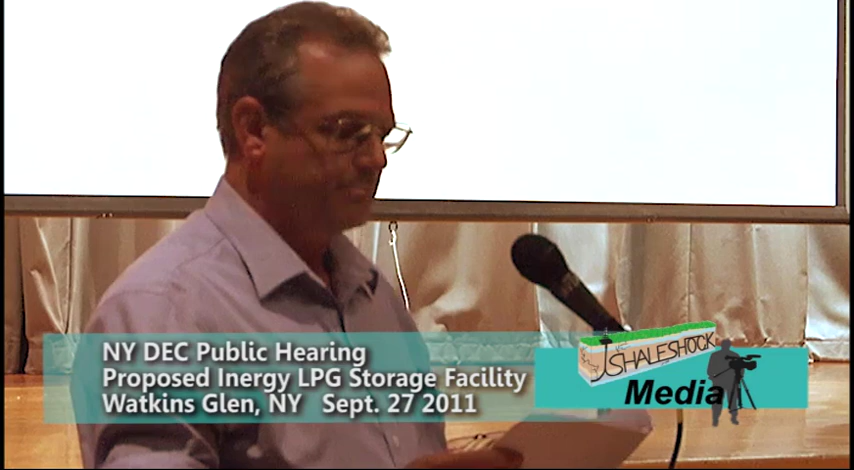 NY DEC Public Hearing
Proposed Inergy LPG Storage Facility
Watkins Glen, NY Sept. 27 2011
SHALESHOCK
Media